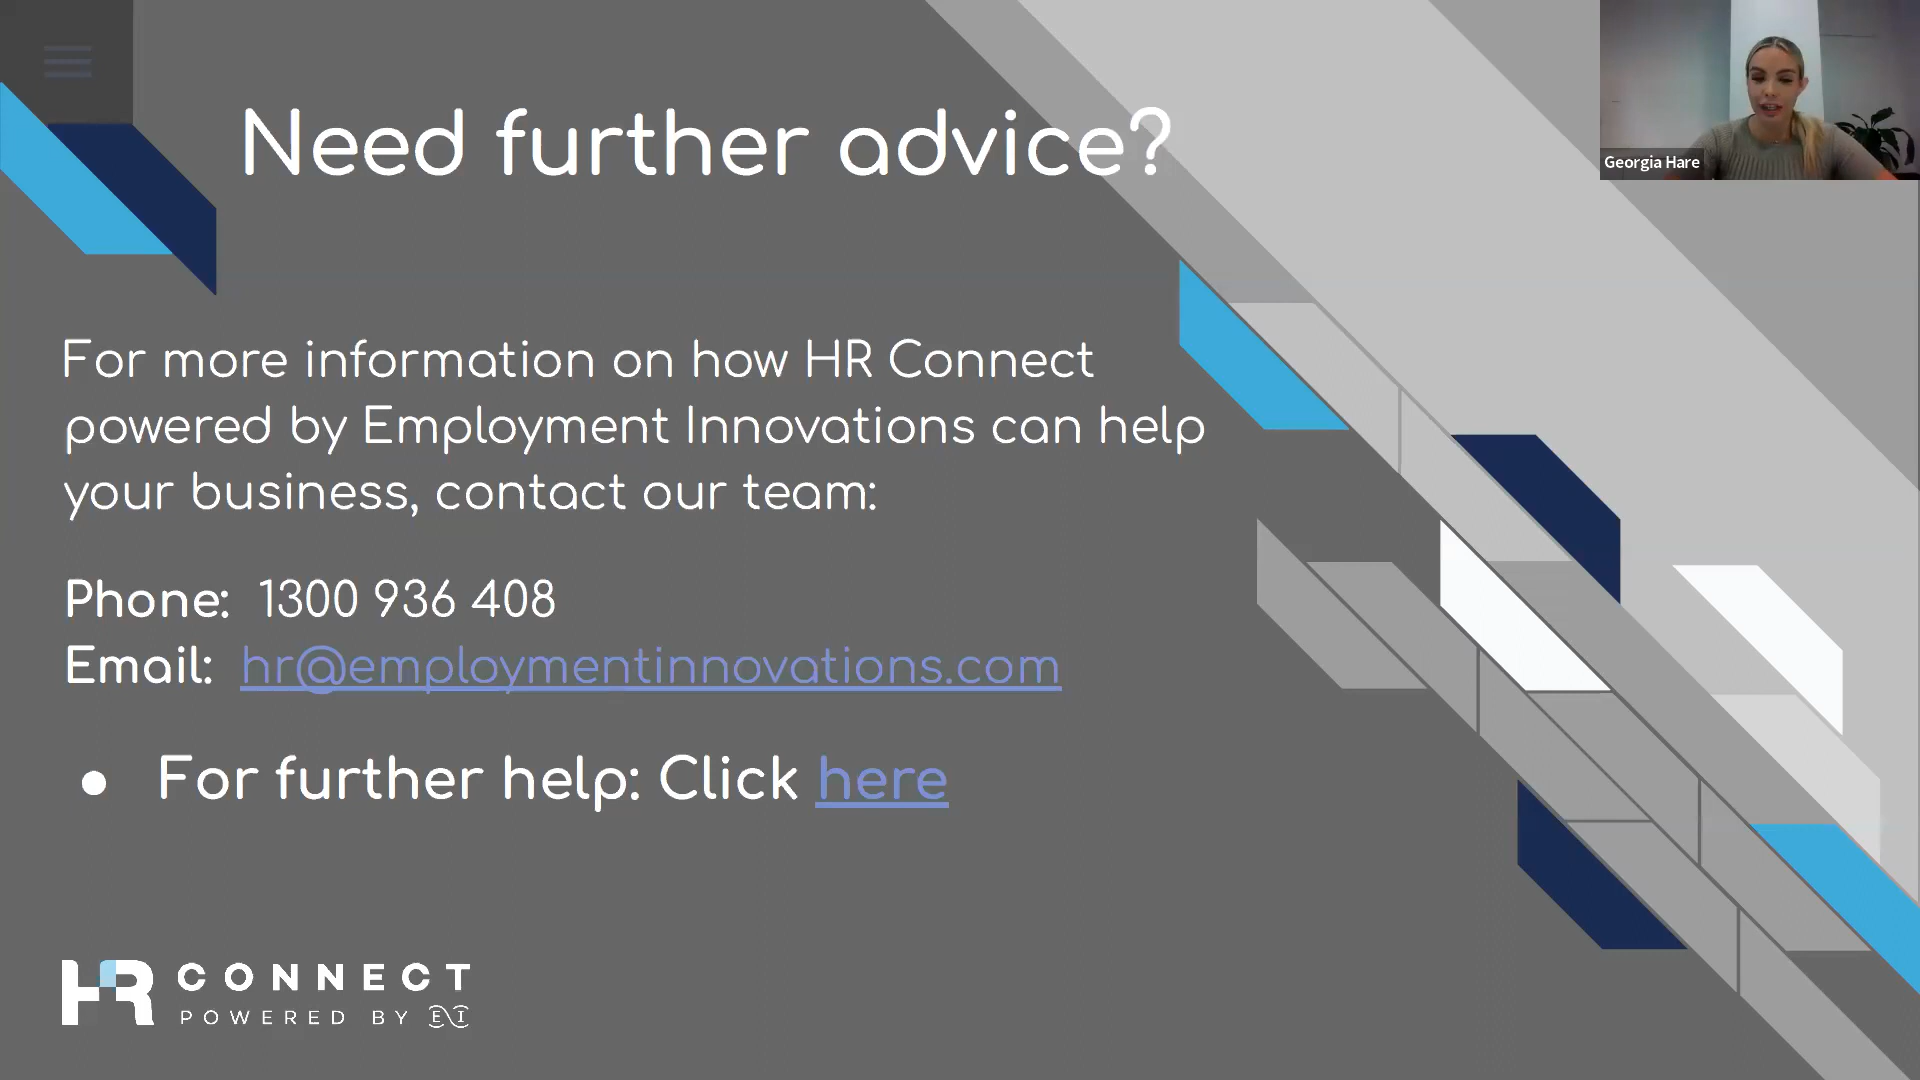 Need further advice?
Georgia Hare
For more information on how HR Connect
powered by Employment Innovations can help
your business, contact our team:
Phone: 1300 936 408
Email: hr@employmentinnovations.com
● For further help: Click here
HR CONNECT
POWERED BY EI